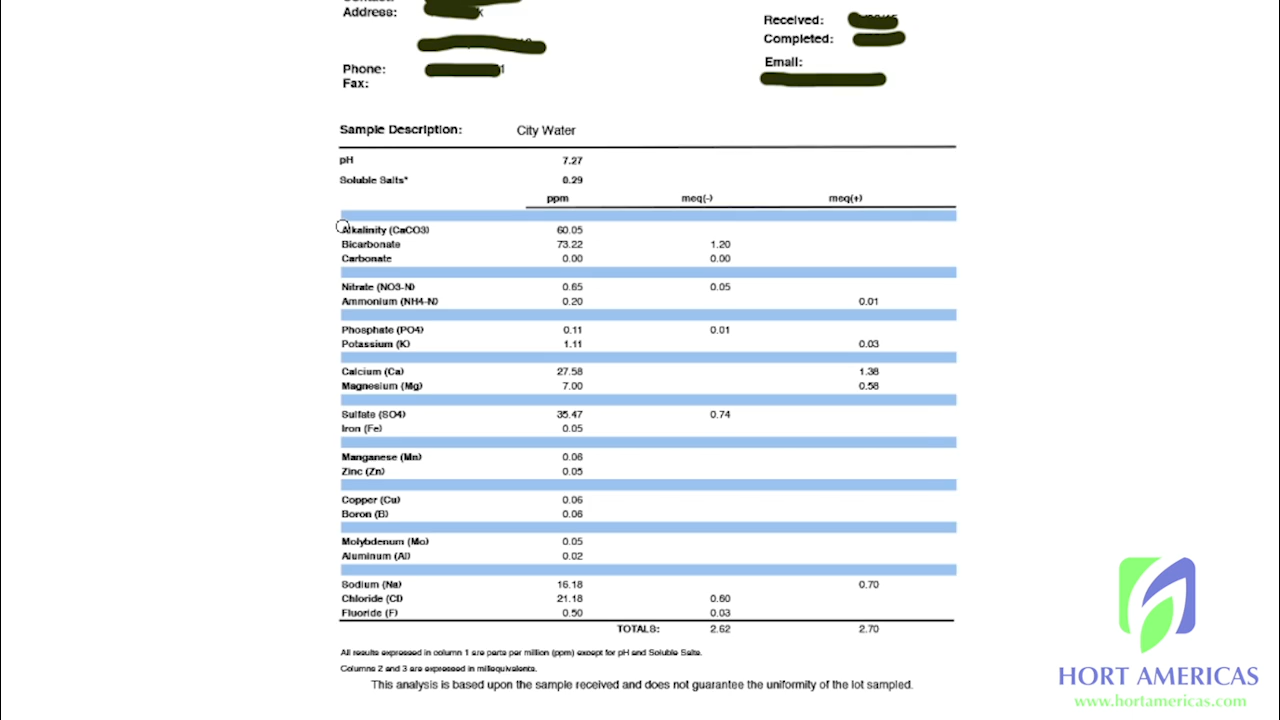 Address:
Received:
Completed:
Email:
Phone:
Fax:
Sample Description: City Water
pH 7.27
Soluble Salts* 0.29
ppm meq(-) meq(+)
Alkalinity (CaCO3) 60.05
Bicarbonate 73.22 1.20
Carbonate 0.00 0.00
Nitrate (NO3-N) 0.65 0.05
Ammonium (NH4-N) 0.20 0.01
Phosphate (PO4) 0.11 0.01
Potassium (K) 1.11 0.03
Calcium (Ca) 27.58 1.38
Magnesium (Mg) 7.00 0.58
Sulfate (SO4) 35.47 0.74
Iron (Fe) 0.05
Manganese (Mn) 0.06
Zinc (Zn) 0.05
Copper (Cu) 0.06
Boron (B) 0.06
Molybdenum (Mo) 0.05
Aluminum (Al) 0.02
Sodium (Na) 16.18 0.70
Chloride (Cl) 21.18 0.60
Fluoride (F) 0.50 0.03
TOTALS: 2.62 2.70
All results expressed in column 1 are parts per million (ppm) except for pH and Soluble Salts.
Columns 2 and 3 are expressed in milliequivalents.
This analysis is based upon the sample received and does not guarantee the uniformity of the lot sampled.
HORT AMERICAS
www.hortamericas.com